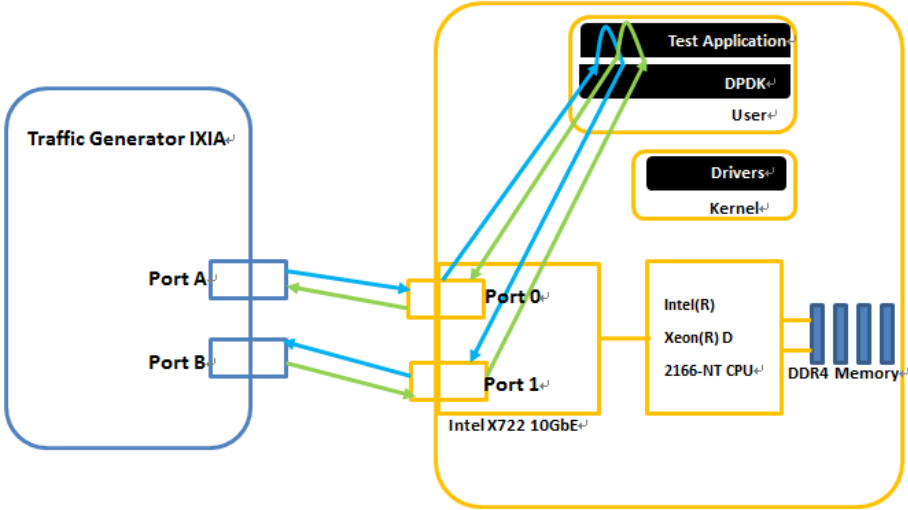 Test Application
DPDK
User
Traffic Generator IXIA
Drivers
Kernel
Port A
Port 0
Port B
Port 1
Intel X722 10GbE
Intel(R)
Xeon(R) D
2166-NT CPU
DDR4 Memory